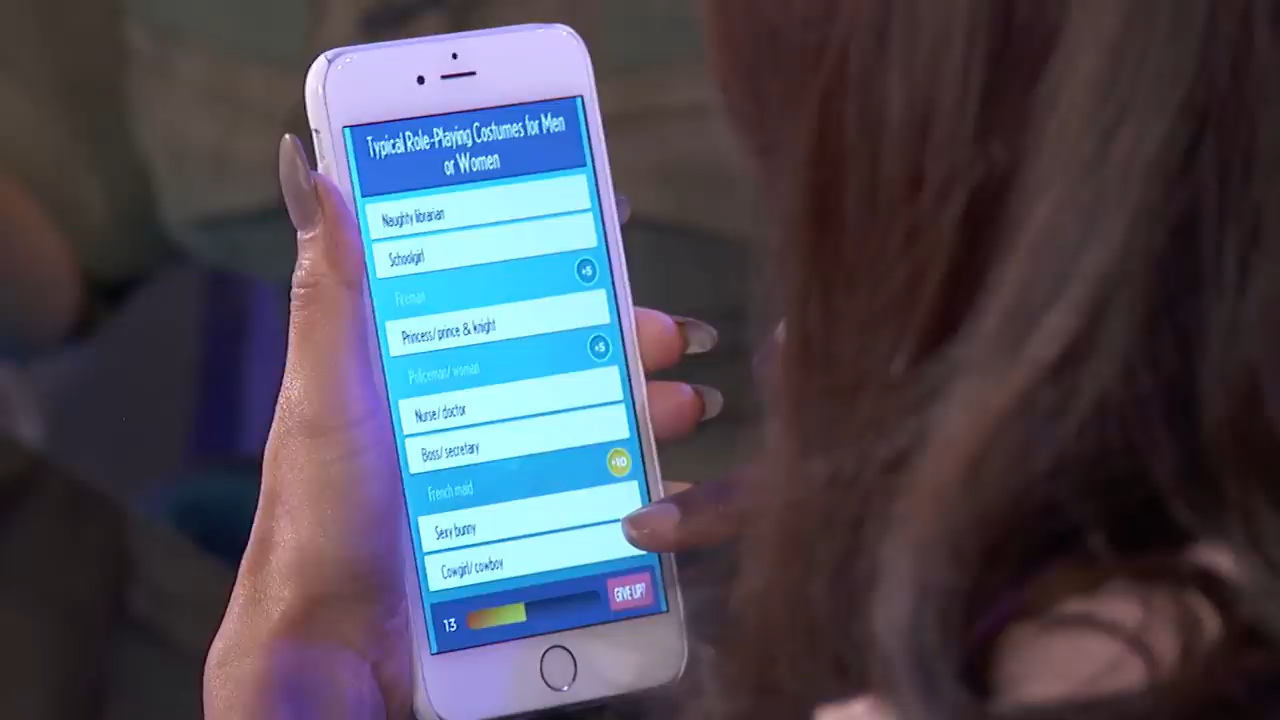 Typical Role-Playing Costumes for Men
or Women
Naughty librarian
Schoolgirl
+5
Fireman
Princess/ prince & knight
+5
Policeman/ woman
Nurse/ doctor
Boss/ secretary
+10
French maid
Sexy bunny
Cowgirl/ cowboy
13
GIVE UP?